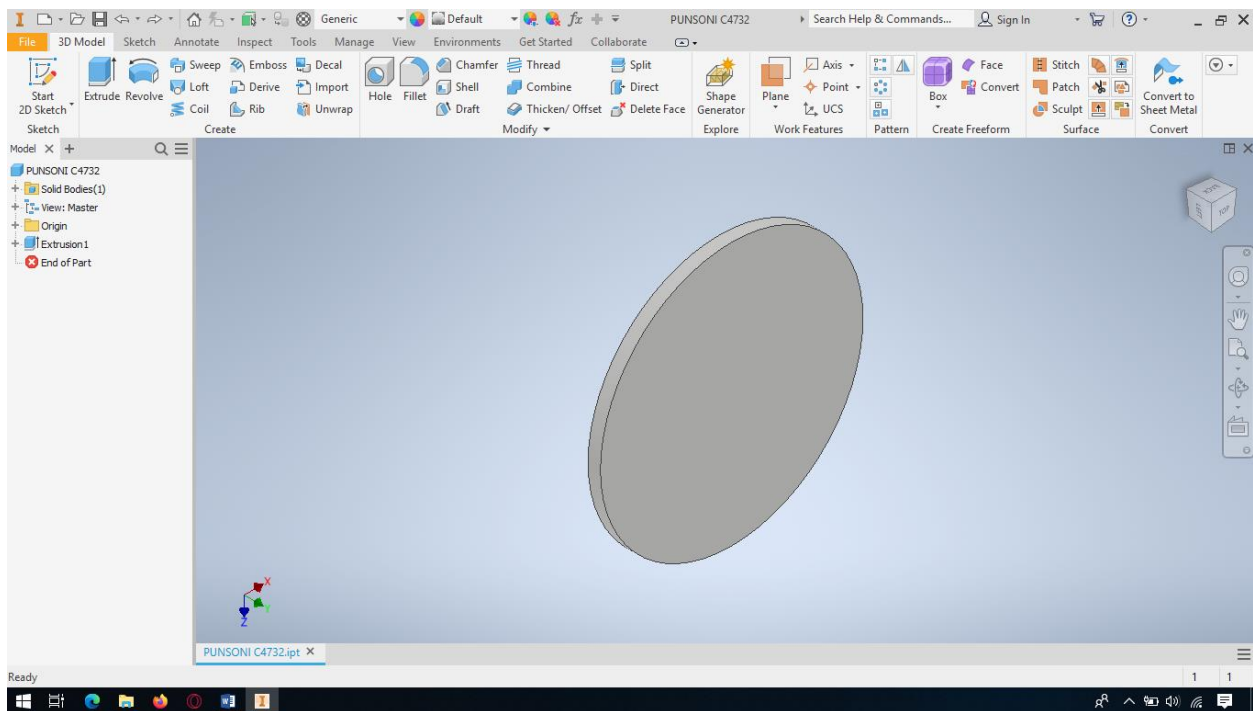 Generic Default fx PUNSONI C4732 Search Help & Commands... Sign In
File 3D Model Sketch Annotate Inspect Tools Manage View Environments Get Started Collaborate
Start 2D Sketch
Extrude Revolve
Sweep Emboss Decal
Loft Derive Import
Coil Rib Unwrap
Hole Fillet
Chamfer Thread Split
Shell Combine Direct
Draft Thicken/ Offset Delete Face
Shape Generator
Plane
Axis
Point
UCS
Box
Face
Convert
Stitch
Patch
Sculpt
Convert to Sheet Metal
Sketch Create Modify Explore Work Features Pattern Create Freeform Surface Convert
Model
PUNSONI C4732
Solid Bodies(1)
View: Master
Origin
Extrusion1
End of Part
TOP
X
Y
Z
PUNSONI C4732.ipt
Ready 1 1